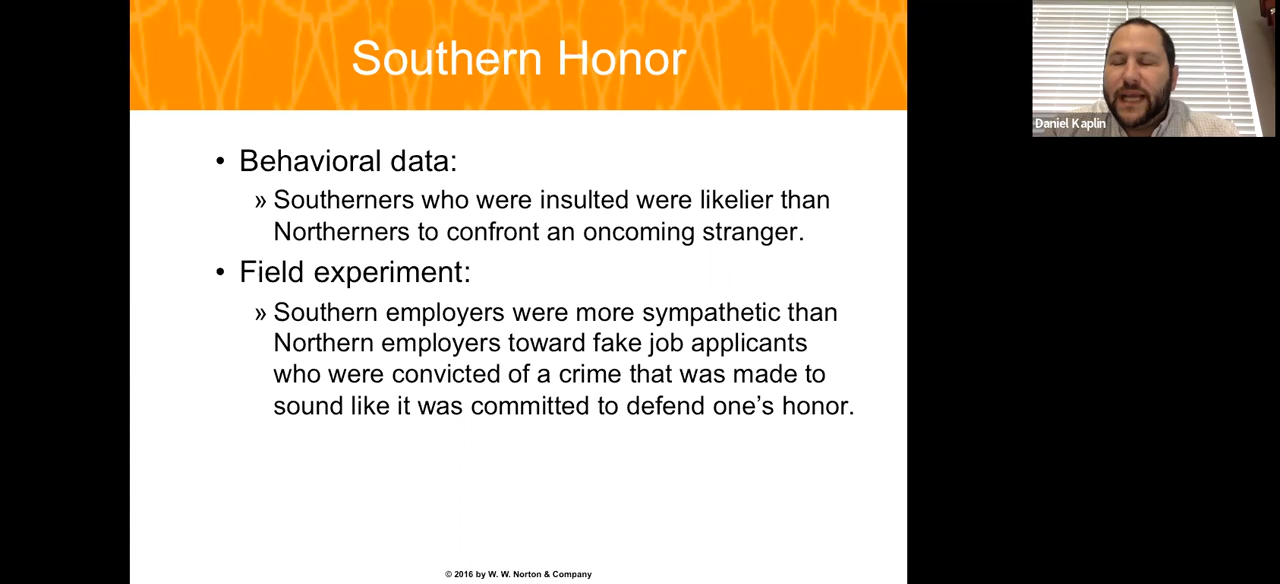 Southern Honor
• Behavioral data:
» Southerners who were insulted were likelier than
Northerners to confront an oncoming stranger.
• Field experiment:
» Southern employers were more sympathetic than
Northern employers toward fake job applicants
who were convicted of a crime that was made to
sound like it was committed to defend one’s honor.
© 2016 by W. W. Norton & Company
Daniel Kaplin